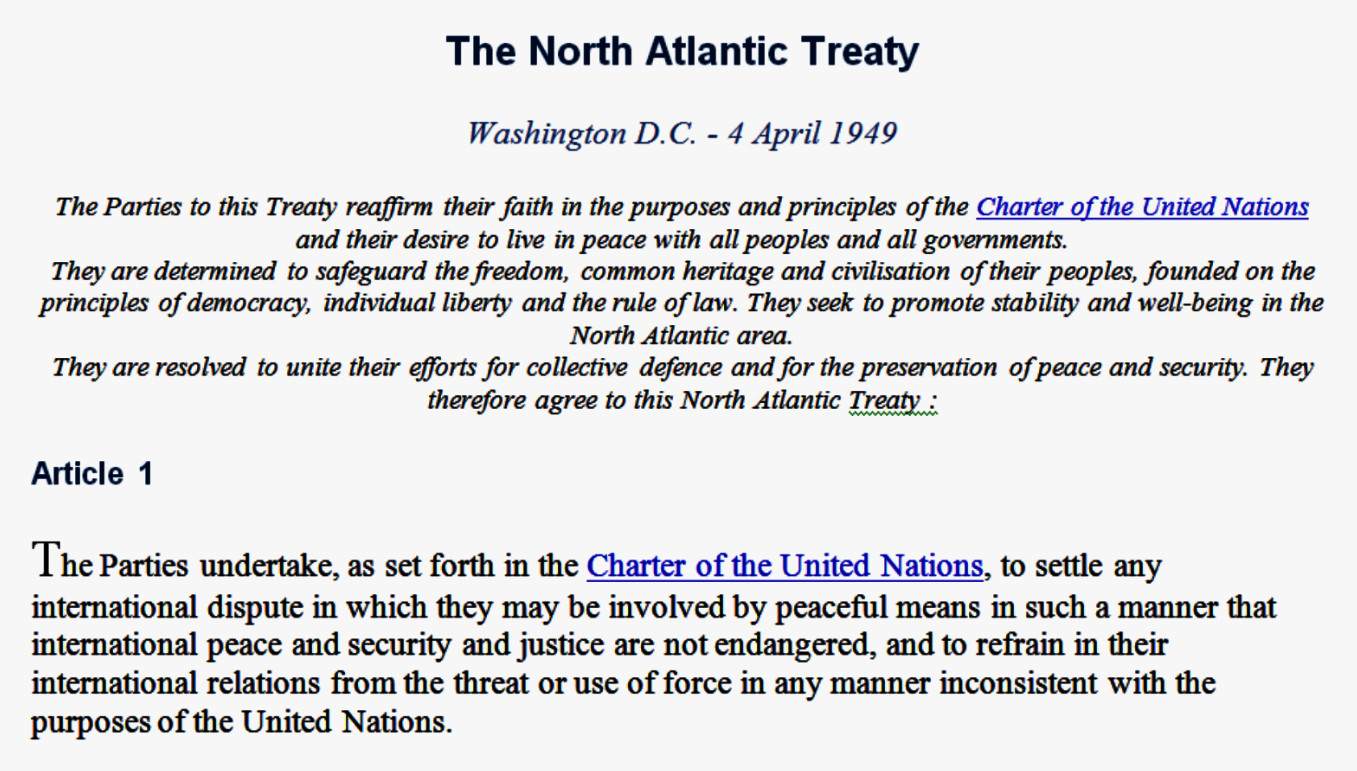 The North Atlantic Treaty
Washington D.C. - 4 April 1949
The Parties to this Treaty reaffirm their faith in the purposes and principles of the Charter of the United Nations
and their desire to live in peace with all peoples and all governments.
They are determined to safeguard the freedom, common heritage and civilisation of their peoples, founded on the
principles of democracy, individual liberty and the rule of law. They seek to promote stability and well-being in the
North Atlantic area.
They are resolved to unite their efforts for collective defence and for the preservation of peace and security. They
therefore agree to this North Atlantic Treaty :
Article 1
The Parties undertake, as set forth in the Charter of the United Nations, to settle any
international dispute in which they may be involved by peaceful means in such a manner that
international peace and security and justice are not endangered, and to refrain in their
international relations from the threat or use of force in any manner inconsistent with the
purposes of the United Nations.